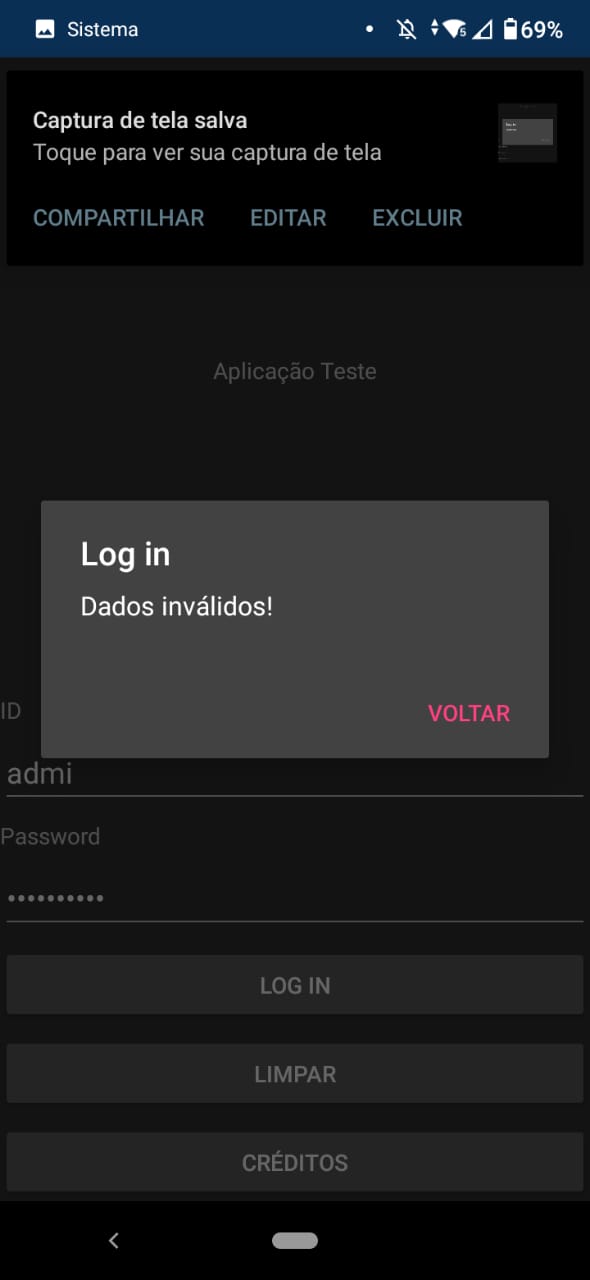 Sistema
5
69%
Captura de tela salva
Toque para ver sua captura de tela
COMPARTILHAR EDITAR EXCLUIR
Aplicação Teste
Log in
Dados inválidos!
VOLTAR
ID
admi
Password
••••••••••
LOG IN
LIMPAR
CRÉDITOS